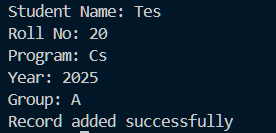 Student Name: Tes
Roll No: 20
Program: Cs
Year: 2025
Group: A
Record added successfully